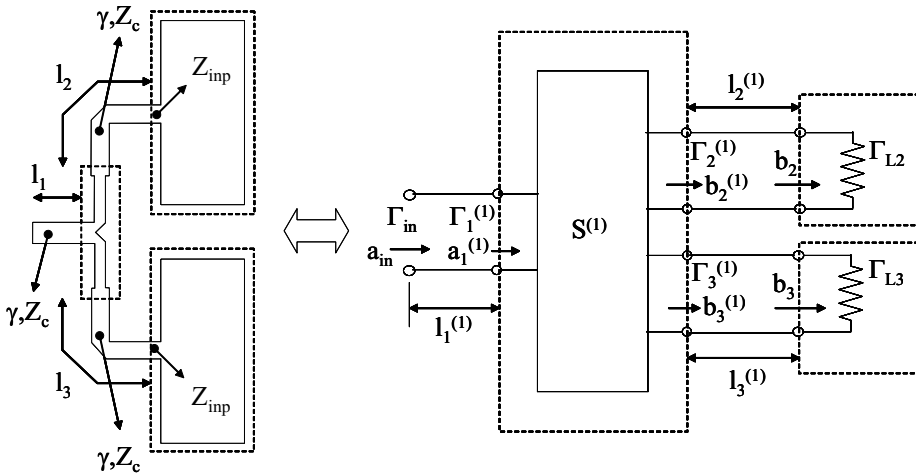 γ,Z_c
l_2
Z_inp
l_1
γ,Z_c
l_3
Z_inp
γ,Z_c
Γ_in
a_in
Γ_1^(1)
a_1^(1)
l_1^(1)
S^(1)
l_2^(1)
Γ_2^(1)
b_2^(1)
b_2
Γ_L2
Γ_3^(1)
b_3^(1)
b_3
Γ_L3
l_3^(1)